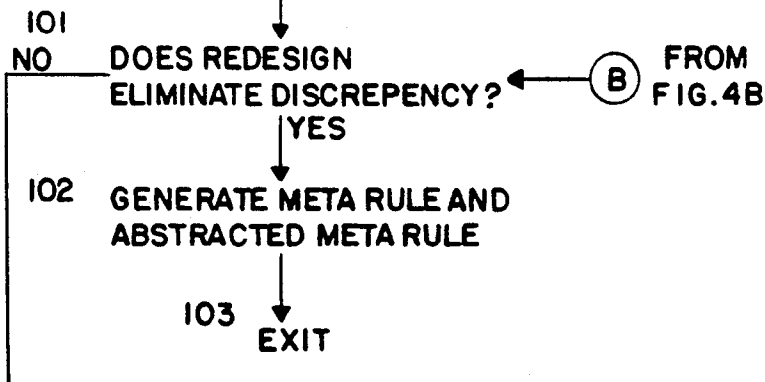 101
NO DOES REDESIGN
ELIMINATE DISCREPENCY?
B
FROM
FIG.4B
YES
102 GENERATE META RULE AND
ABSTRACTED META RULE
103 EXIT